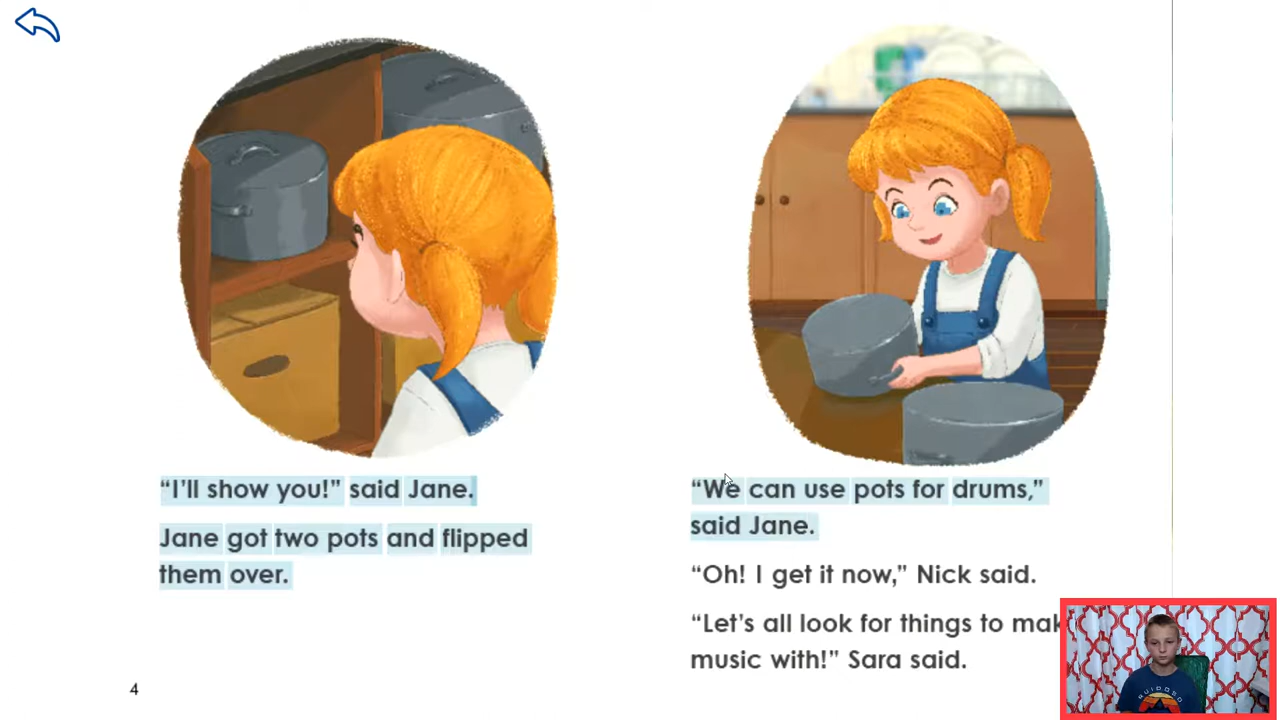 “I’ll show you!” said Jane.
Jane got two pots and flipped
them over.
4
“We can use pots for drums,”
said Jane.
“Oh! I get it now,” Nick said.
“Let’s all look for things to mak
music with!” Sara said.
RUIDOSO